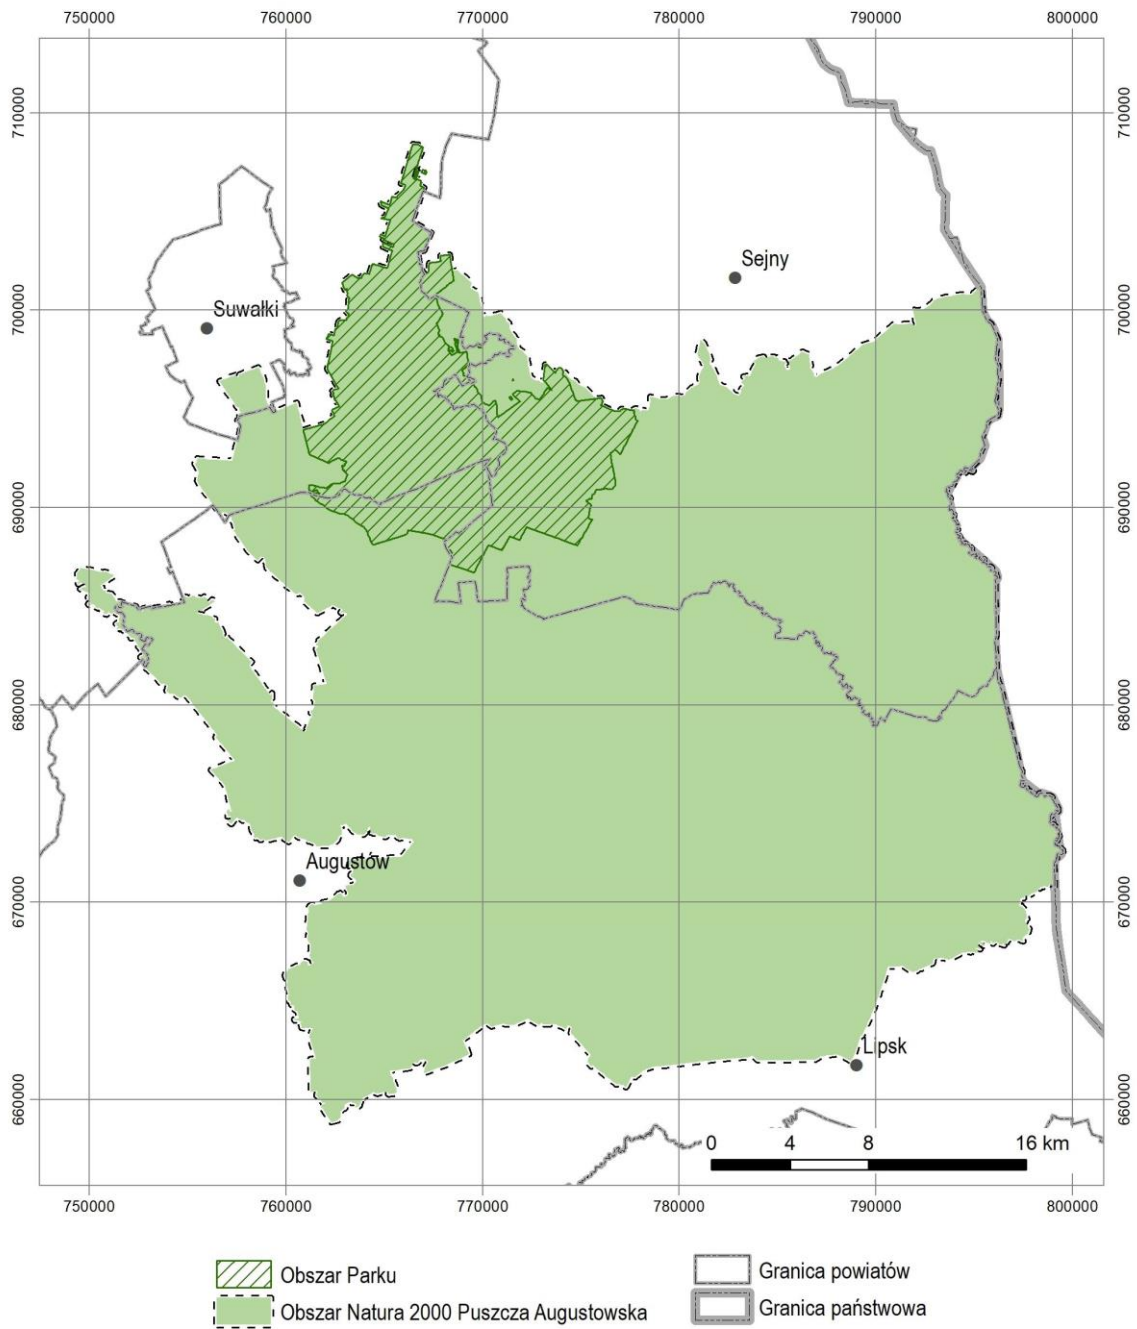 750000 760000 770000 780000 790000 800000
710000 710000
Sejny
Suwałki
700000 700000
690000 690000
680000 680000
Augustów
670000 670000
Lipsk
660000 660000
0 4 8 16 km
750000 760000 770000 780000 790000 800000
Obszar Parku
Granica powiatów
Obszar Natura 2000 Puszcza Augustowska
Granica państwowa